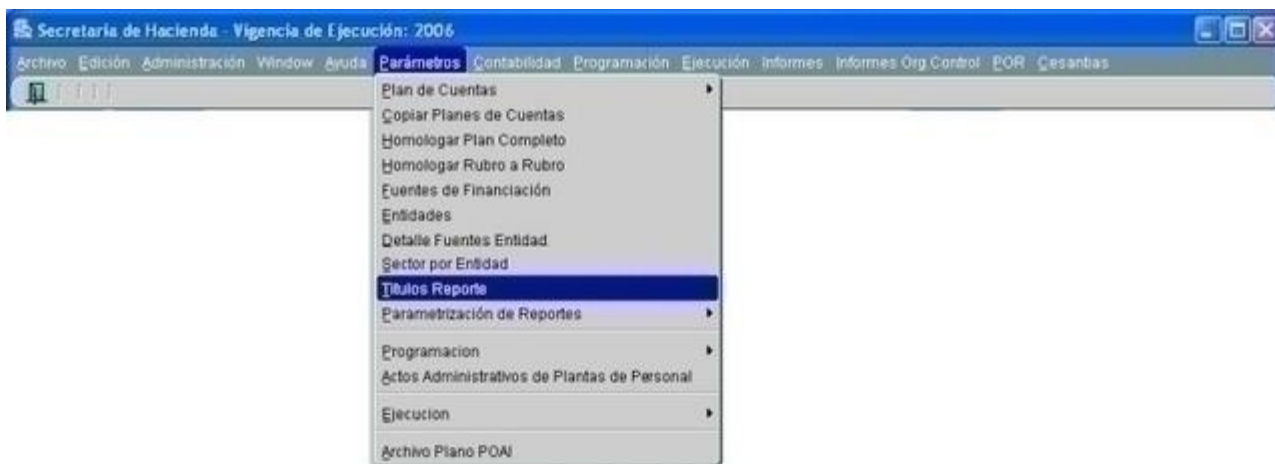 Secretaría de Hacienda - Vigencia de Ejecución: 2006
Archivo Edición Administración Window Ayuda Parámetros Contabilidad Programación Ejecución Informes Informes Org.Control POR Cesantias
Plan de Cuentas
Copiar Planes de Cuentas
Homologar Plan Completo
Homologar Rubro a Rubro
Fuentes de Financiación
Entidades
Detalle Fuentes Entidad
Sector por Entidad
Titulos Reporte
Parametrización de Reportes
Programacion
Actos Administrativos de Plantas de Personal
Ejecucion
Archivo Plano POAI